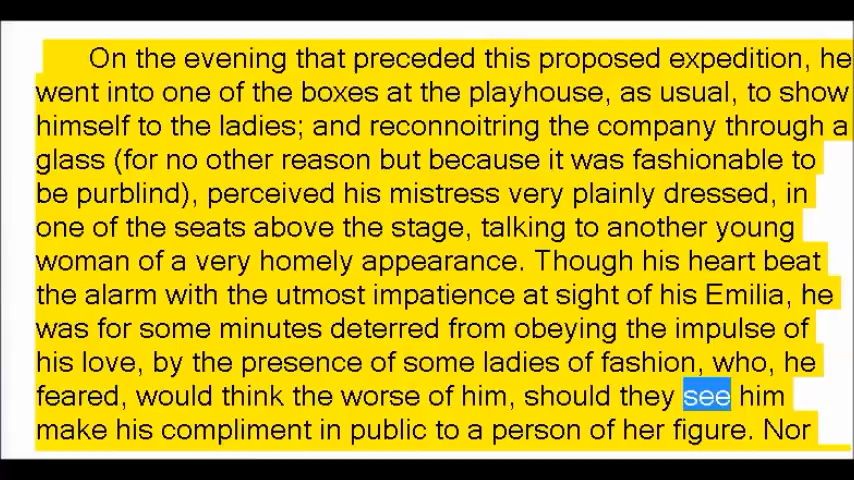 On the evening that preceded this proposed expedition, he
went into one of the boxes at the playhouse, as usual, to show
himself to the ladies; and reconnoitring the company through a
glass (for no other reason but because it was fashionable to
be purblind), perceived his mistress very plainly dressed, in
one of the seats above the stage, talking to another young
woman of a very homely appearance. Though his heart beat
the alarm with the utmost impatience at sight of his Emilia, he
was for some minutes deterred from obeying the impulse of
his love, by the presence of some ladies of fashion, who, he
feared, would think the worse of him, should they see him
make his compliment in public to a person of her figure. Nor